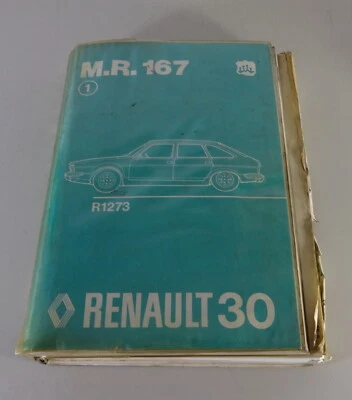 M.R. 167
1
R1273
RENAULT 30